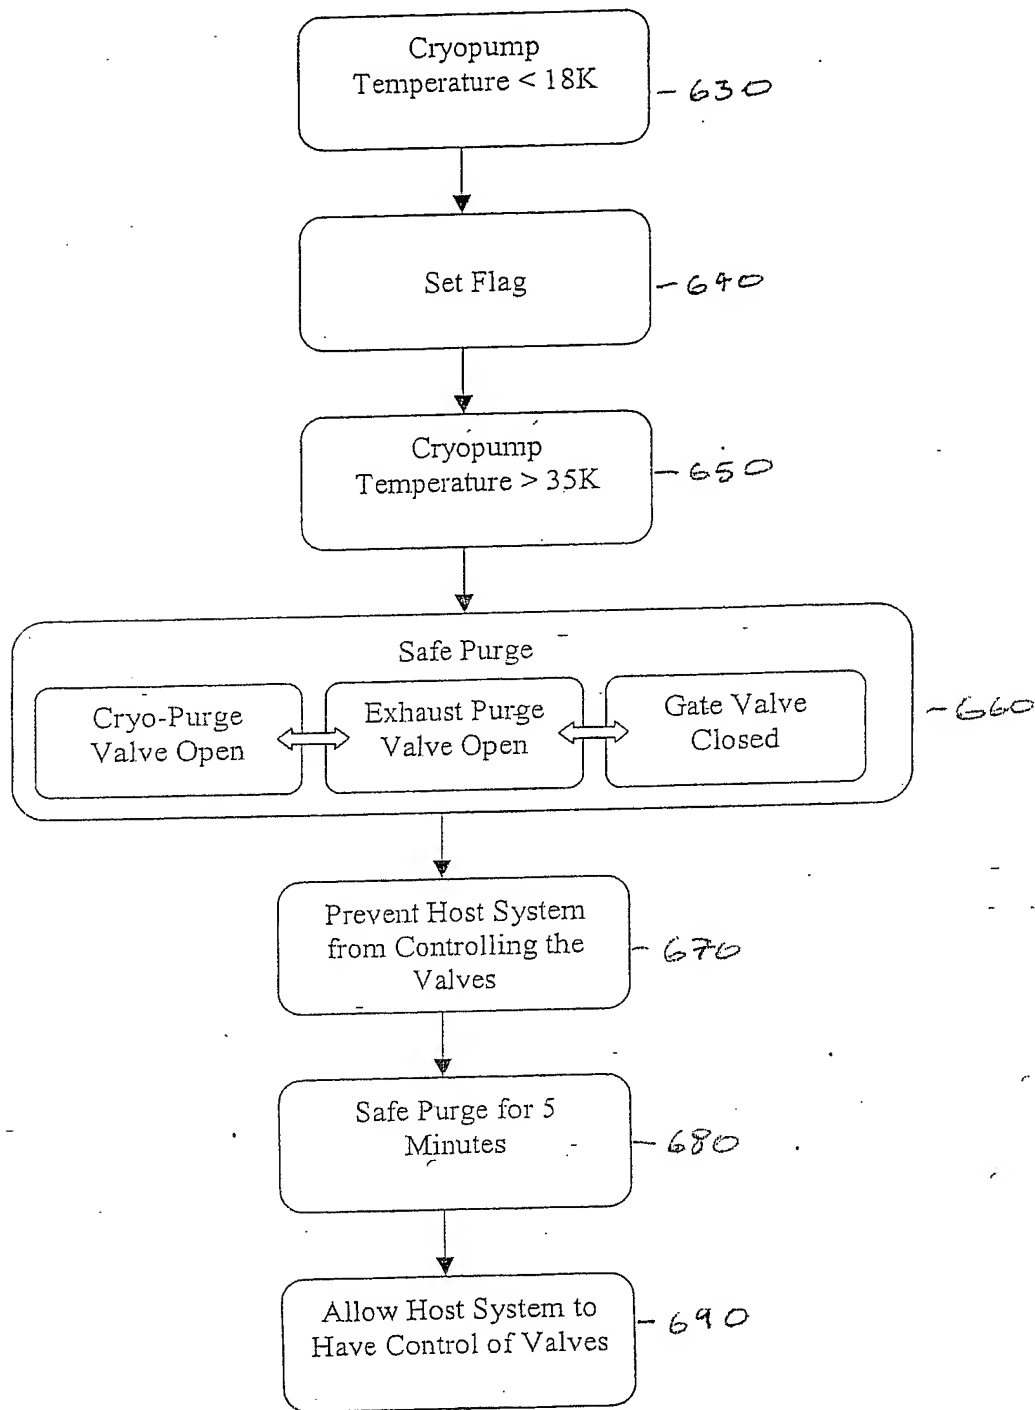 Cryopump
Temperature < 18K
- 630
Set Flag
- 640
Cryopump
Temperature > 35K
- 650
Safe Purge
Cryo-Purge
Valve Open
Exhaust Purge
Valve Open
Gate Valve
Closed
- 660
Prevent Host System
from Controlling the
Valves
- 670
Safe Purge for 5
Minutes
- 680
Allow Host System to
Have Control of Valves
- 690